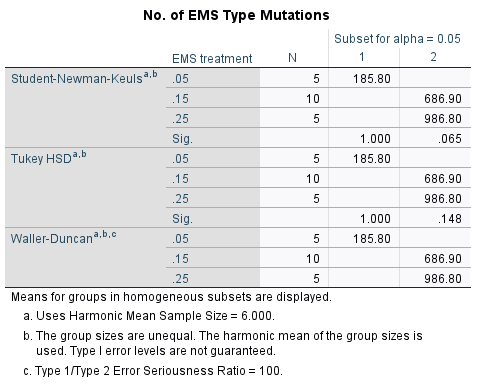 No. of EMS Type Mutations
Subset for alpha = 0.05
EMS treatment N 1 2
Student-Newman-Keuls a,b .05 5 185.80
.15 10 686.90
.25 5 986.80
Sig. 1.000 .065
Tukey HSD a,b .05 5 185.80
.15 10 686.90
.25 5 986.80
Sig. 1.000 .148
Waller-Duncan a,b,c .05 5 185.80
.15 10 686.90
.25 5 986.80
Means for groups in homogeneous subsets are displayed.
a. Uses Harmonic Mean Sample Size = 6.000.
b. The group sizes are unequal. The harmonic mean of the group sizes is
used. Type I error levels are not guaranteed.
c. Type 1/Type 2 Error Seriousness Ratio = 100.